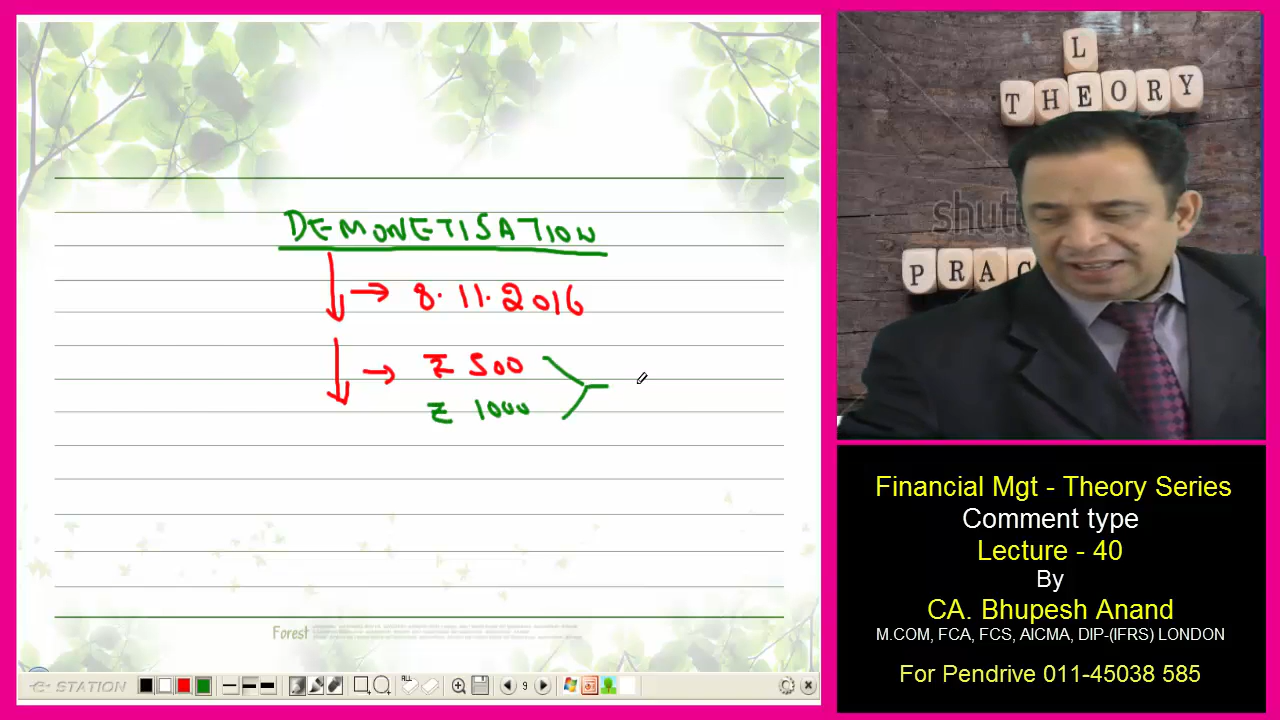 DEMONETISATION
→ 8.11.2016
→ ₹ 500
₹ 1000
Forest
STATION
9
L
THEORY
shutt
PRAC
Financial Mgt - Theory Series
Comment type
Lecture - 40
By
CA. Bhupesh Anand
M.COM, FCA, FCS, AICMA, DIP-(IFRS) LONDON
For Pendrive 011-45038 585